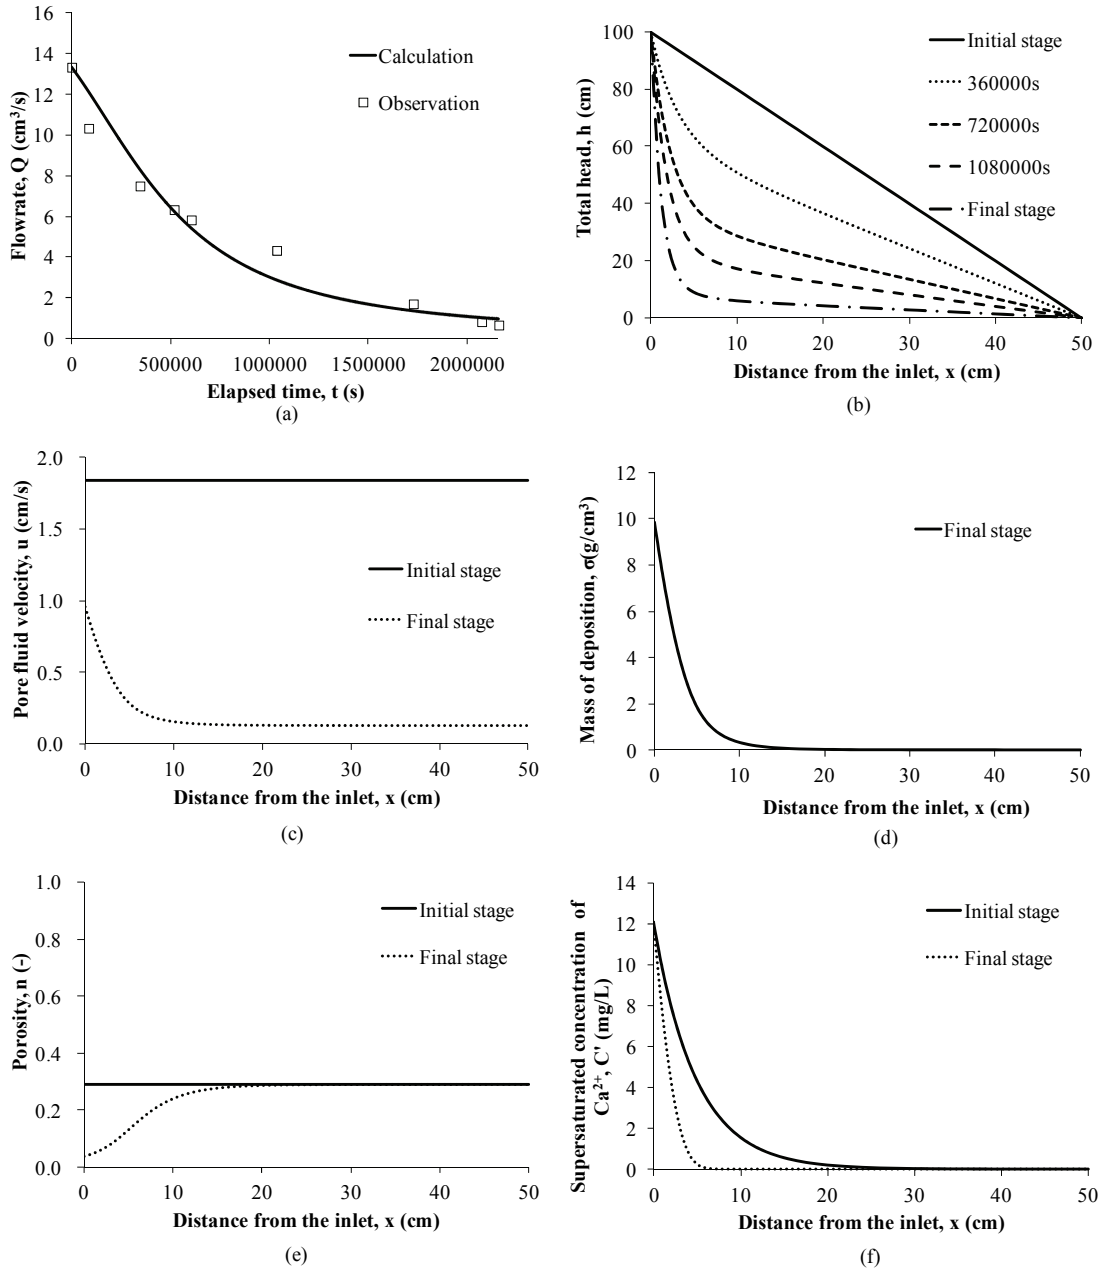 16
14
12
10
8
6
4
2
0
Flowrate, Q (cm³/s)
Calculation
Observation
0 500000 1000000 1500000 2000000
Elapsed time, t (s)
(a)
100
80
60
40
20
0
Total head, h (cm)
Initial stage
360000s
720000s
1080000s
Final stage
0 10 20 30 40 50
Distance from the inlet, x (cm)
(b)
2.0
1.5
1.0
0.5
0.0
Pore fluid velocity, u (cm/s)
Initial stage
Final stage
0 10 20 30 40 50
Distance from the inlet, x (cm)
(c)
12
10
8
6
4
2
0
Mass of deposition, σ(g/cm³)
Final stage
0 10 20 30 40 50
Distance from the inlet, x (cm)
(d)
1.0
0.8
0.6
0.4
0.2
0.0
Porosity, n (-)
Initial stage
Final stage
0 10 20 30 40 50
Distance from the inlet, x (cm)
(e)
14
12
10
8
6
4
2
0
Supersaturated concentration of
Ca²⁺, C' (mg/L)
Initial stage
Final stage
0 10 20 30 40 50
Distance from the inlet, x (cm)
(f)